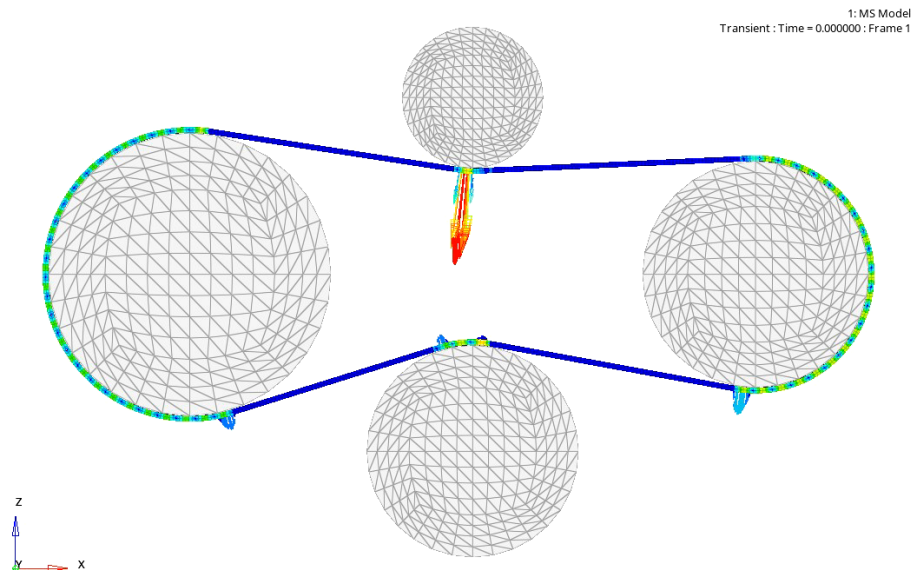 1: MS Model
Transient : Time = 0.000000 : Frame 1
Z
Y
X